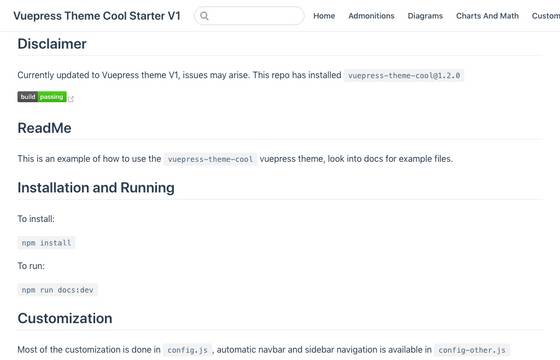 Vuepress Theme Cool Starter V1
Home Admonitions Diagrams Charts And Math Custom
Disclaimer
Currently updated to Vuepress theme V1, issues may arise. This repo has installed vuepress-theme-cool@1.2.0
build passing
ReadMe
This is an example of how to use the vuepress-theme-cool vuepress theme, look into docs for example files.
Installation and Running
To install:
npm install
To run:
npm run docs:dev
Customization
Most of the customization is done in config.js, automatic navbar and sidebar navigation is available in config-other.js